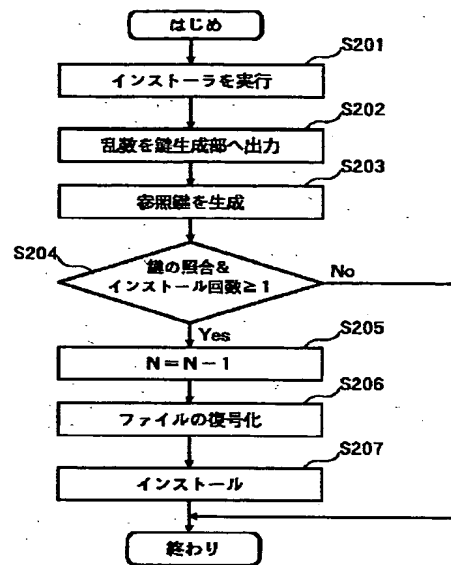 はじめ
S201
インストーラを実行
S202
乱数を鍵生成部へ出力
S203
参照鍵を生成
S204
鍵の照合&
インストール回数≧1
No
Yes
S205
N=N-1
S206
ファイルの復号化
S207
インストール
終わり